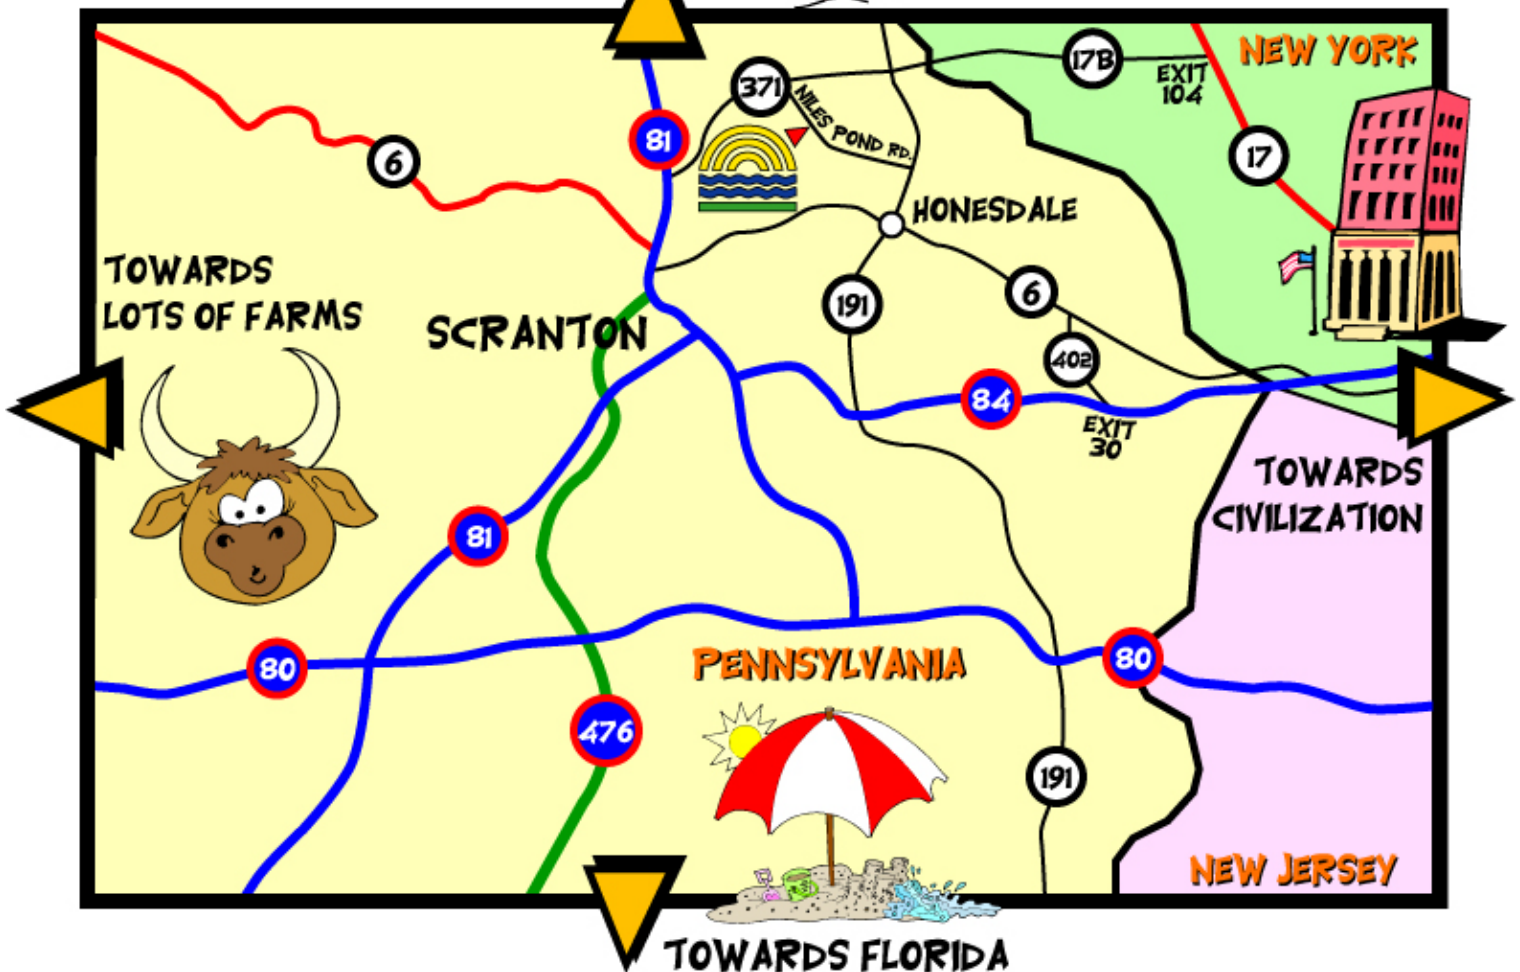 NEW YORK
17B
EXIT
104
371
NILES POND RD.
81
6
17
HONESDALE
TOWARDS
LOTS OF FARMS
191
6
SCRANTON
402
84
EXIT
30
TOWARDS
CIVILIZATION
81
80
PENNSYLVANIA
80
476
191
NEW JERSEY
TOWARDS FLORIDA